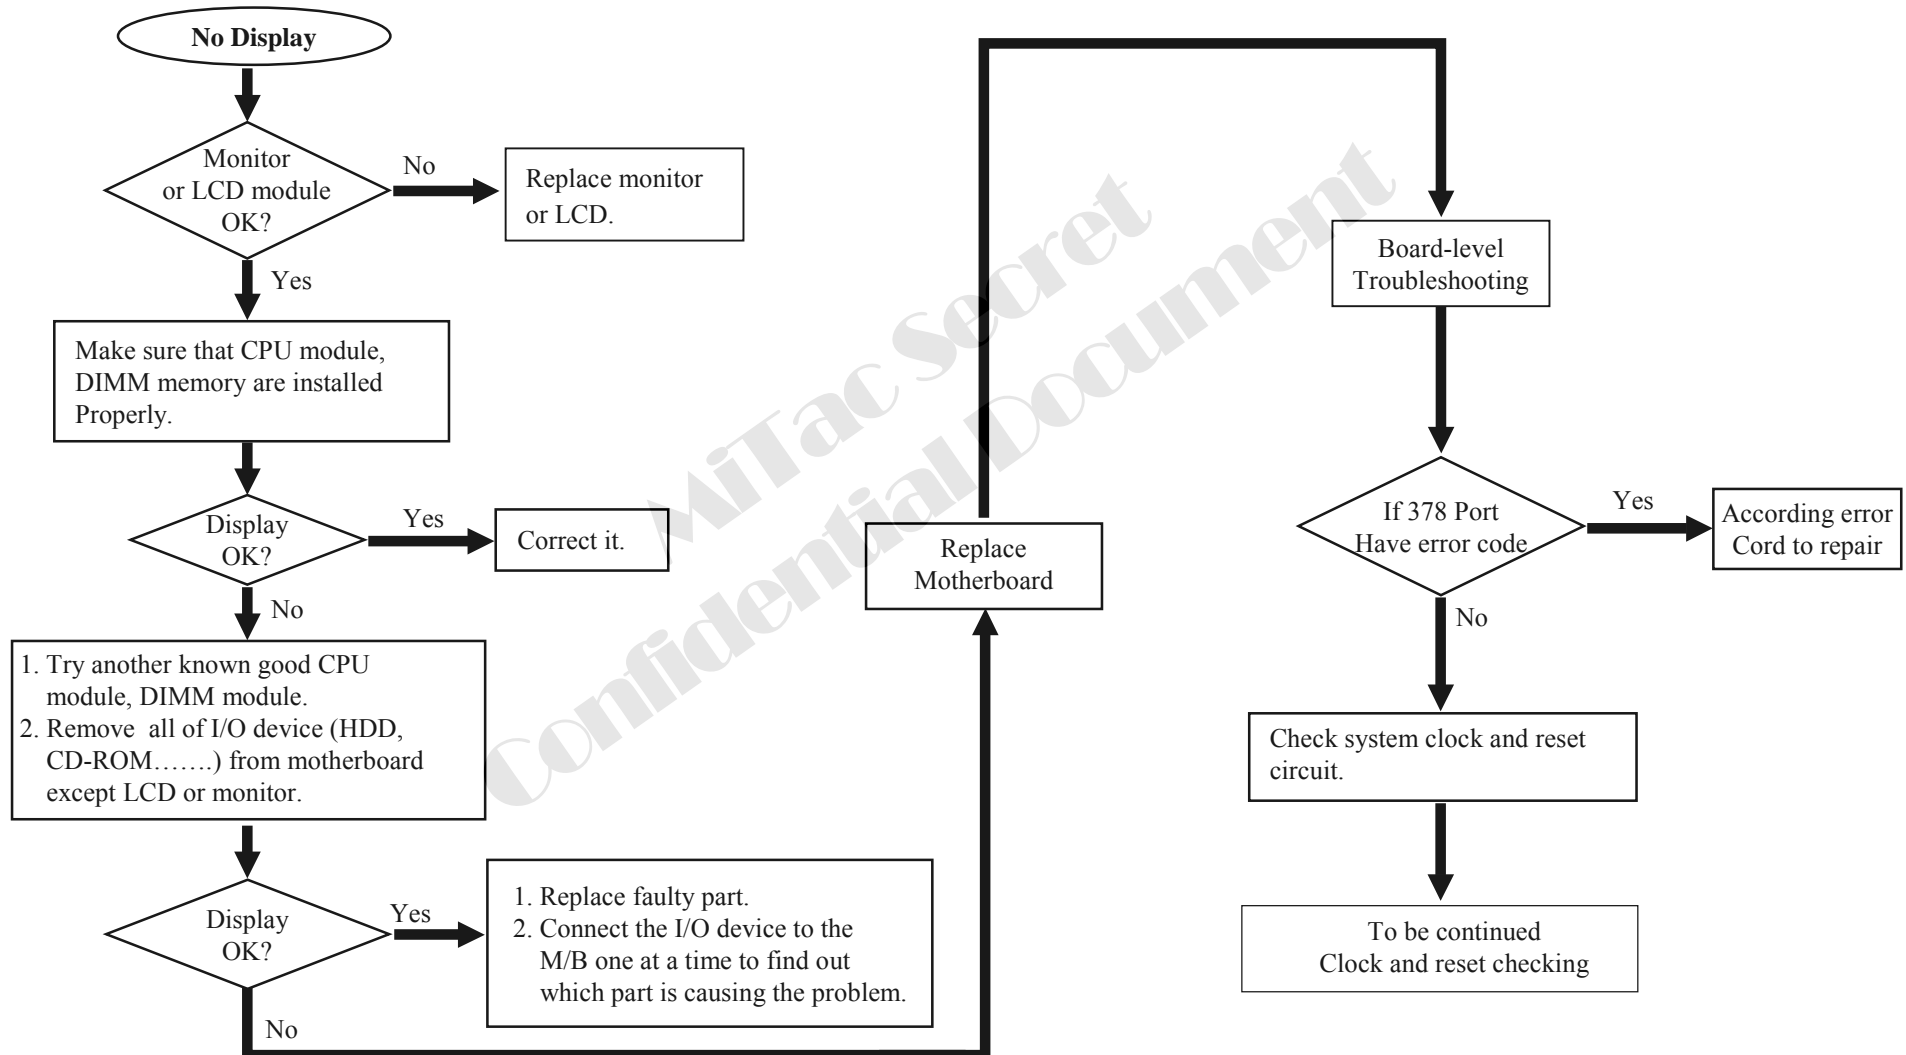 No Display
Monitor
or LCD module
OK?
No
Replace monitor
or LCD.
Yes
Make sure that CPU module,
DIMM memory are installed
Properly.
Display
OK?
Yes
Correct it.
No
1. Try another known good CPU
module, DIMM module.
2. Remove all of I/O device (HDD,
CD-ROM…….) from motherboard
except LCD or monitor.
Display
OK?
Yes
1. Replace faulty part.
2. Connect the I/O device to the
M/B one at a time to find out
which part is causing the problem.
No
Replace
Motherboard
Board-level
Troubleshooting
If 378 Port
Have error code
Yes
According error
Cord to repair
No
Check system clock and reset
circuit.
To be continued
Clock and reset checking
MiTac Secret
Confidential Document